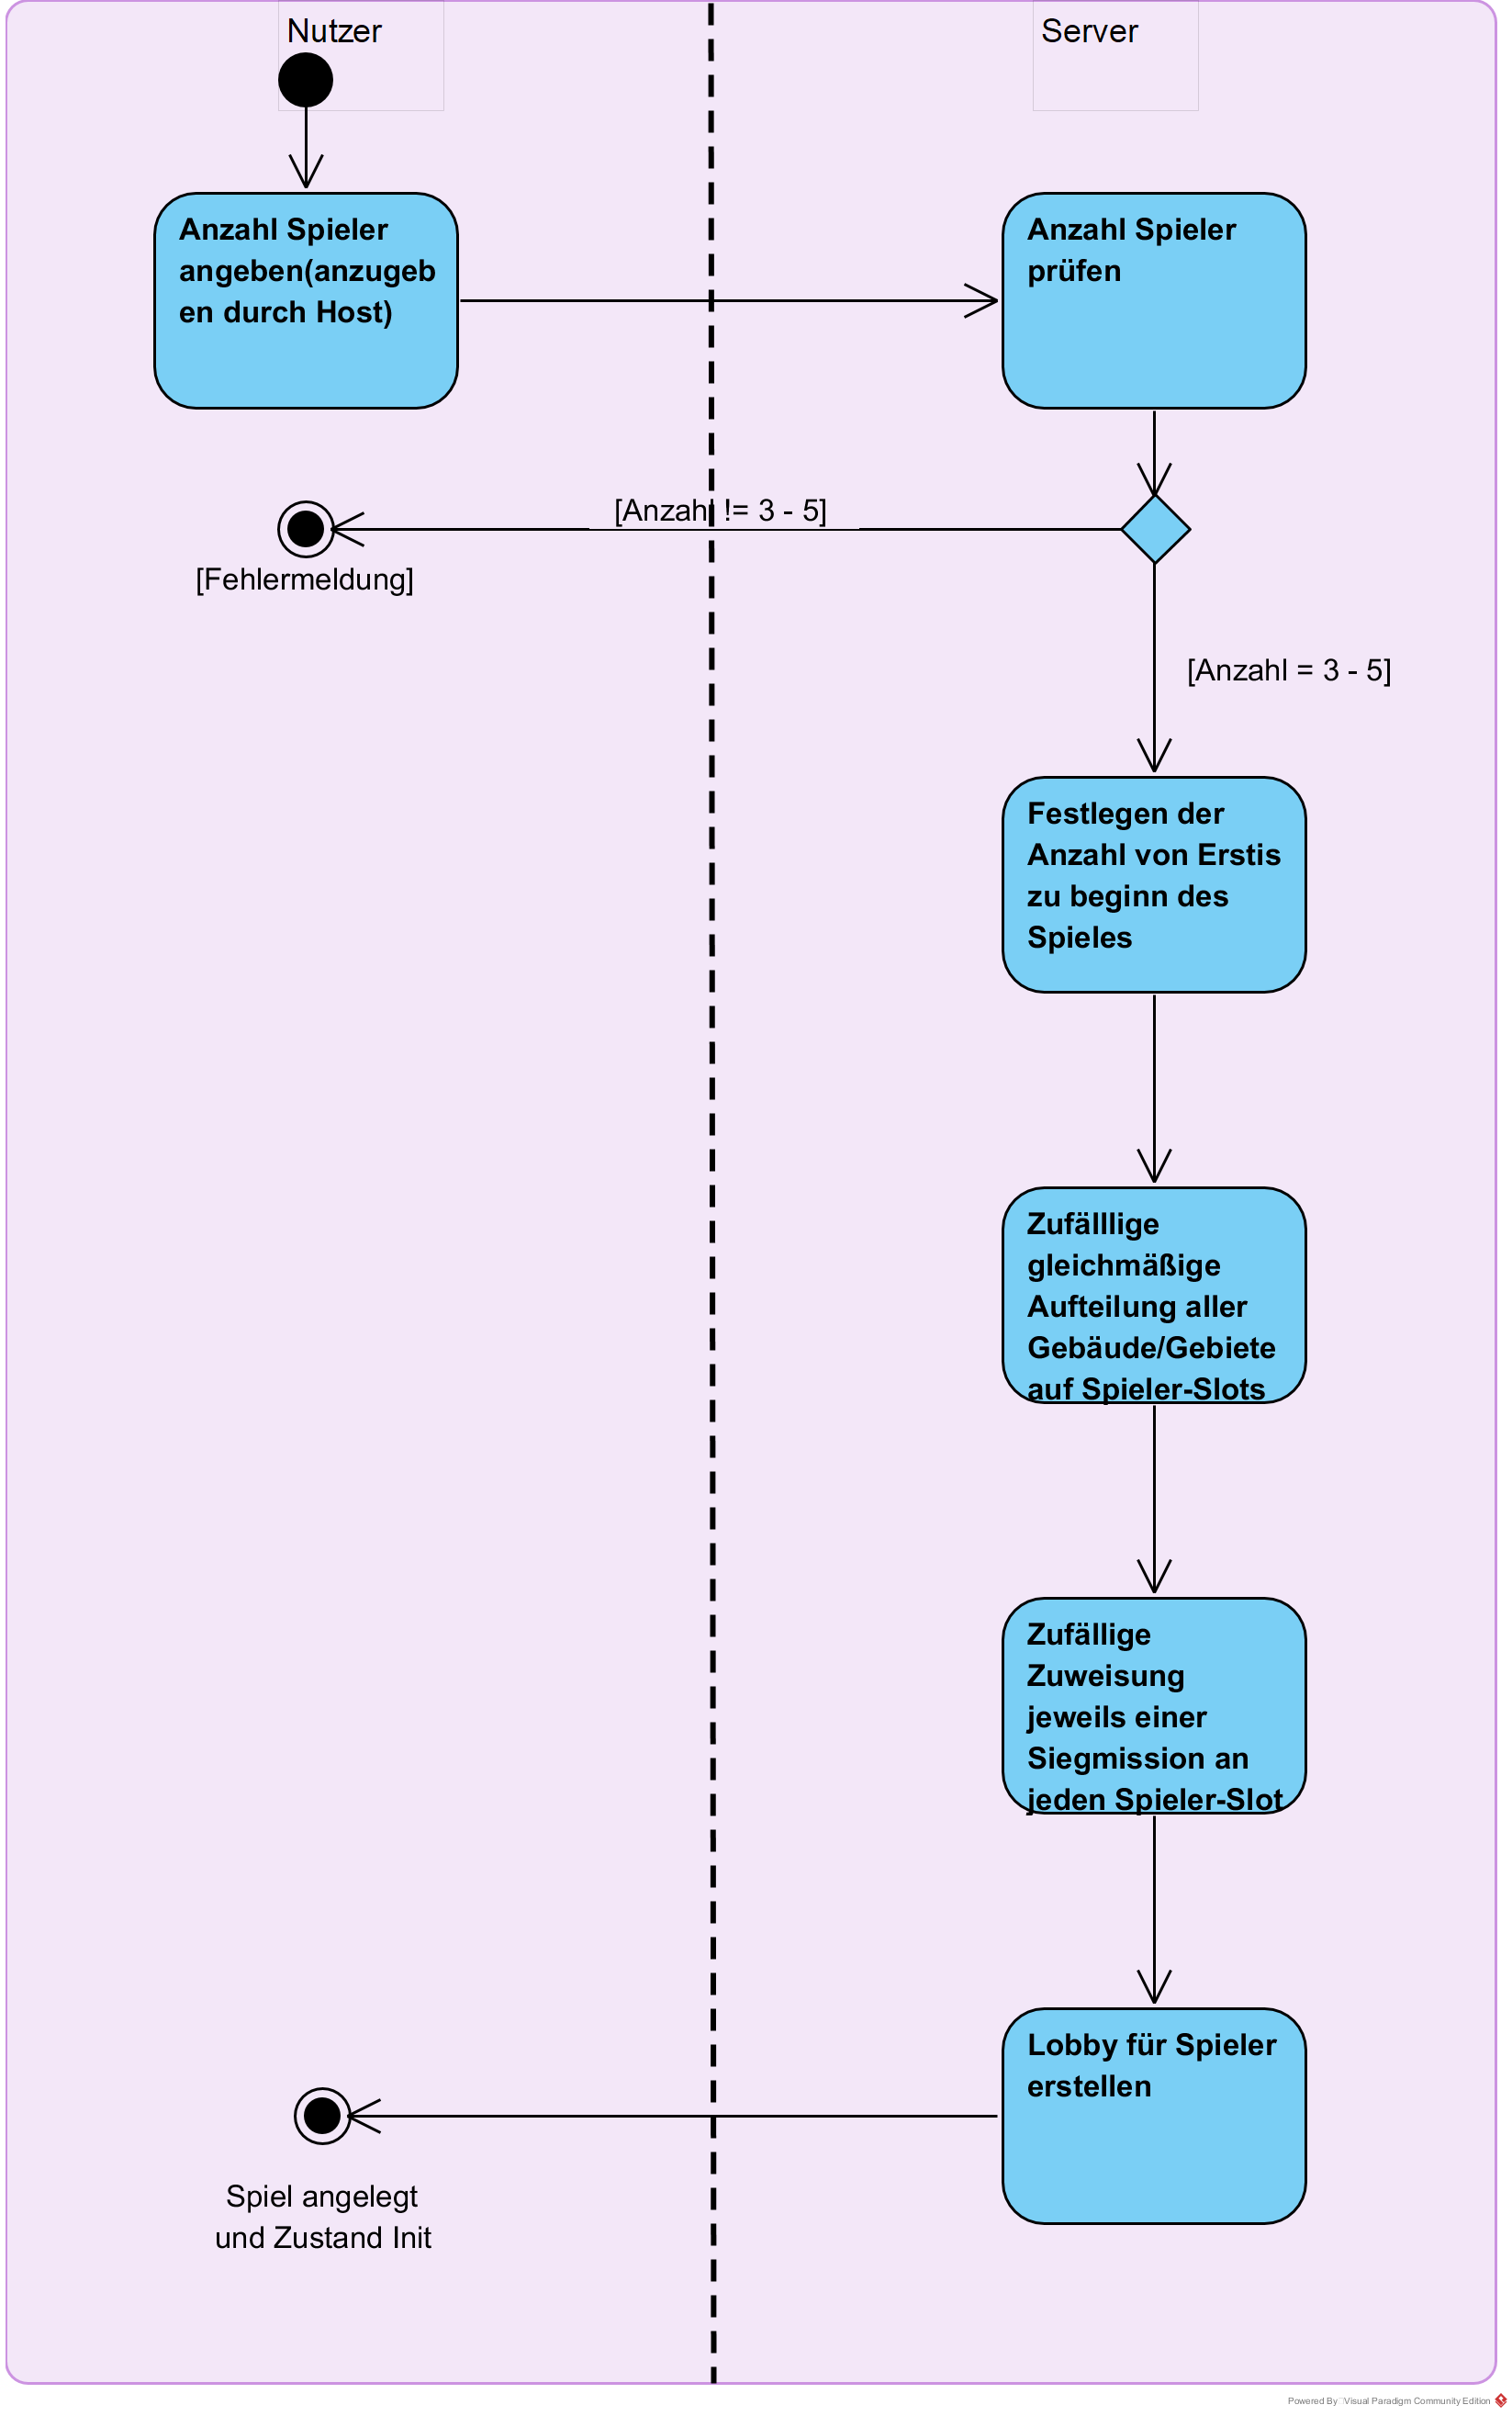 Nutzer
Server
Anzahl Spieler
angeben(anzugeb
en durch Host)
Anzahl Spieler
prüfen
[Anzahl != 3 - 5]
[Fehlermeldung]
[Anzahl = 3 - 5]
Festlegen der
Anzahl von Erstis
zu beginn des
Spieles
Zufälllige
gleichmäßige
Aufteilung aller
Gebäude/Gebiete
auf Spieler-Slots
Zufällige
Zuweisung
jeweils einer
Siegmission an
jeden Spieler-Slot
Lobby für Spieler
erstellen
Spiel angelegt
und Zustand Init
Powered By Visual Paradigm Community Edition